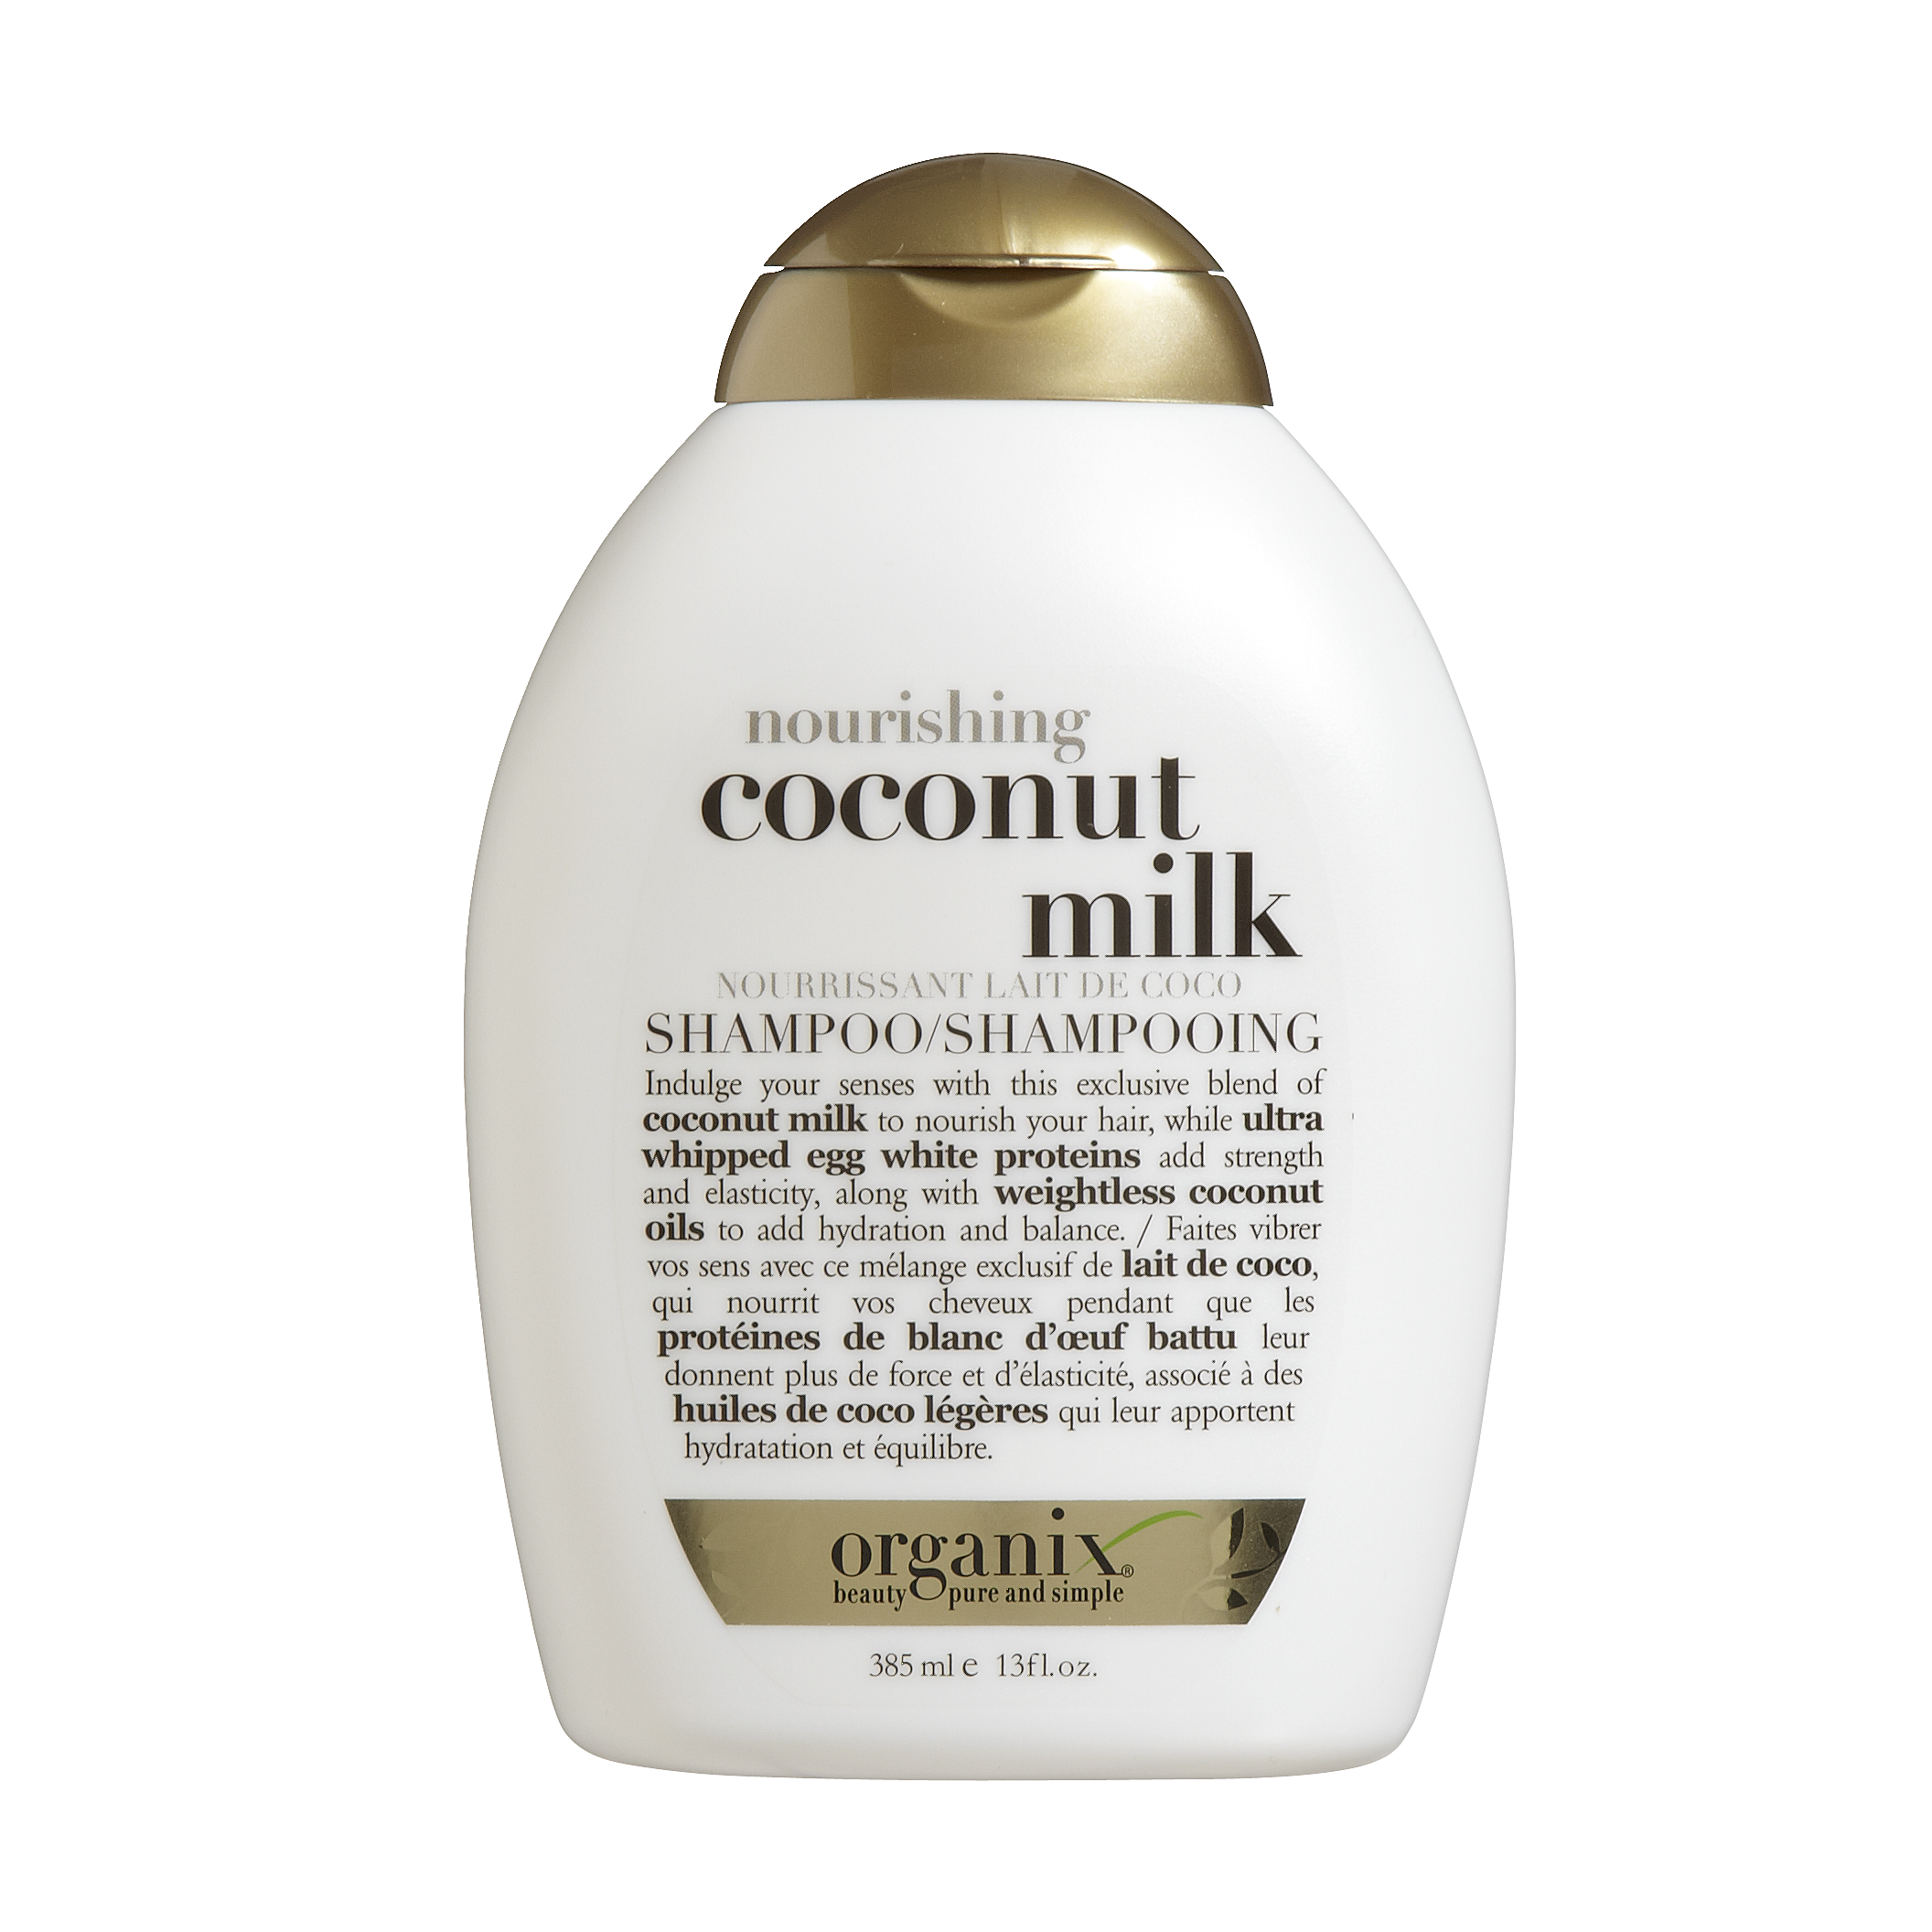 nourishing
coconut
milk
NOURRISSANT LAIT DE COCO
SHAMPOO/SHAMPOOING
Indulge your senses with this exclusive blend of
coconut milk to nourish your hair, while ultra
whipped egg white proteins add strength
and elasticity, along with weightless coconut
oils to add hydration and balance. / Faites vibrer
vos sens avec ce mélange exclusif de lait de coco,
qui nourrit vos cheveux pendant que les
protéines de blanc d'œuf battu leur
donnent plus de force et d'élasticité, associé à des
huiles de coco légères qui leur apportent
hydratation et équilibre.
organix®
beauty pure and simple
385 ml e 13fl.oz.